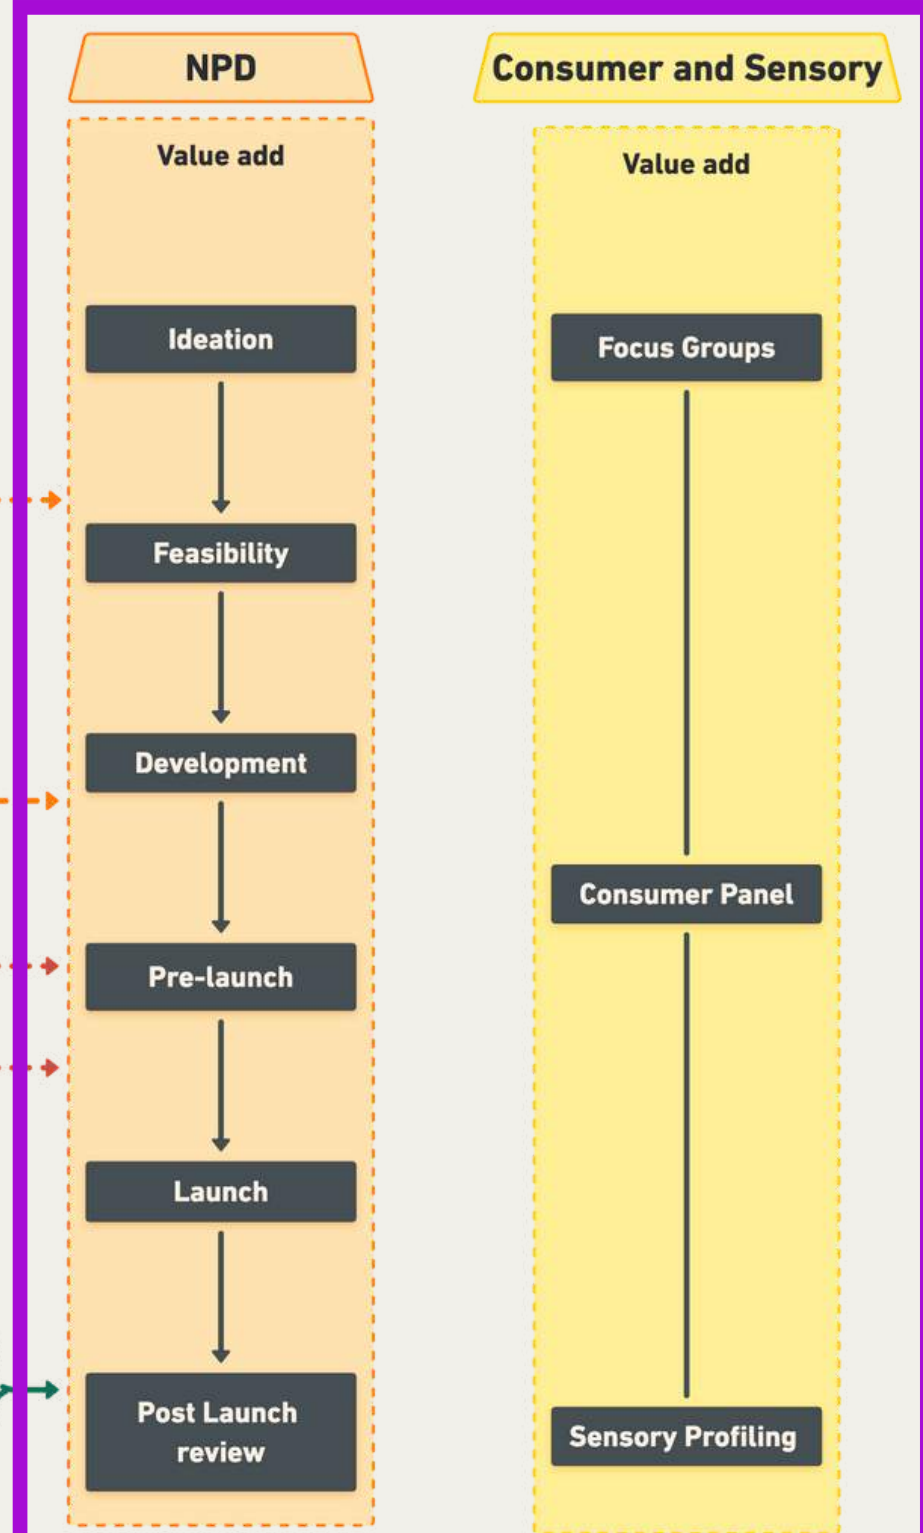 NPD
Value add
Ideation
Feasibility
Development
Pre-launch
Launch
Post Launch
review
Consumer and Sensory
Value add
Focus Groups
Consumer Panel
Sensory Profiling